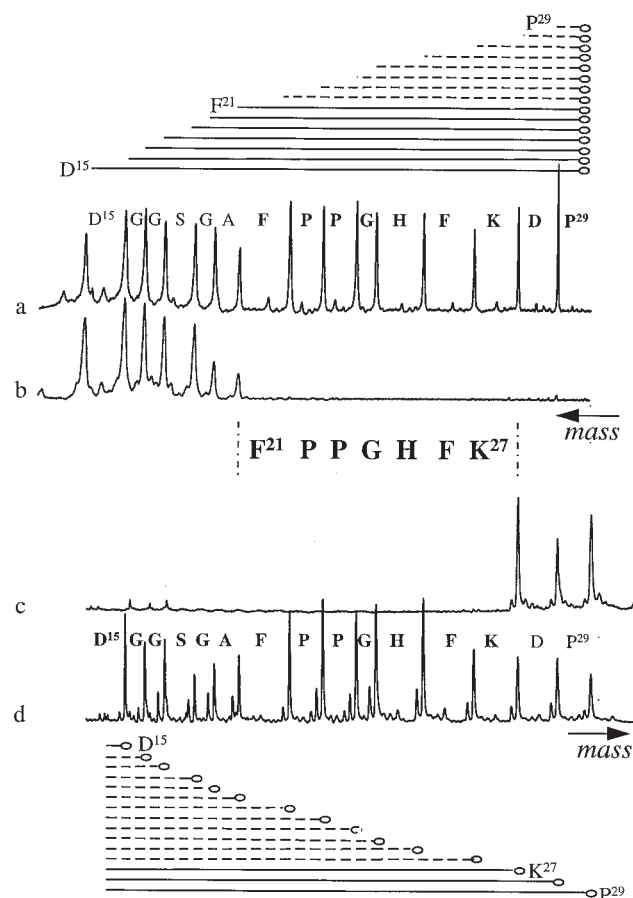 P²⁹
F²¹
D¹⁵
D¹⁵ G G S G A F P P G H F K D P²⁹
a
b
mass
F²¹ P P G H F K²⁷
c
D¹⁵ G G S G A F P P G H F K D P²⁹
d
mass
D¹⁵
K²⁷
P²⁹